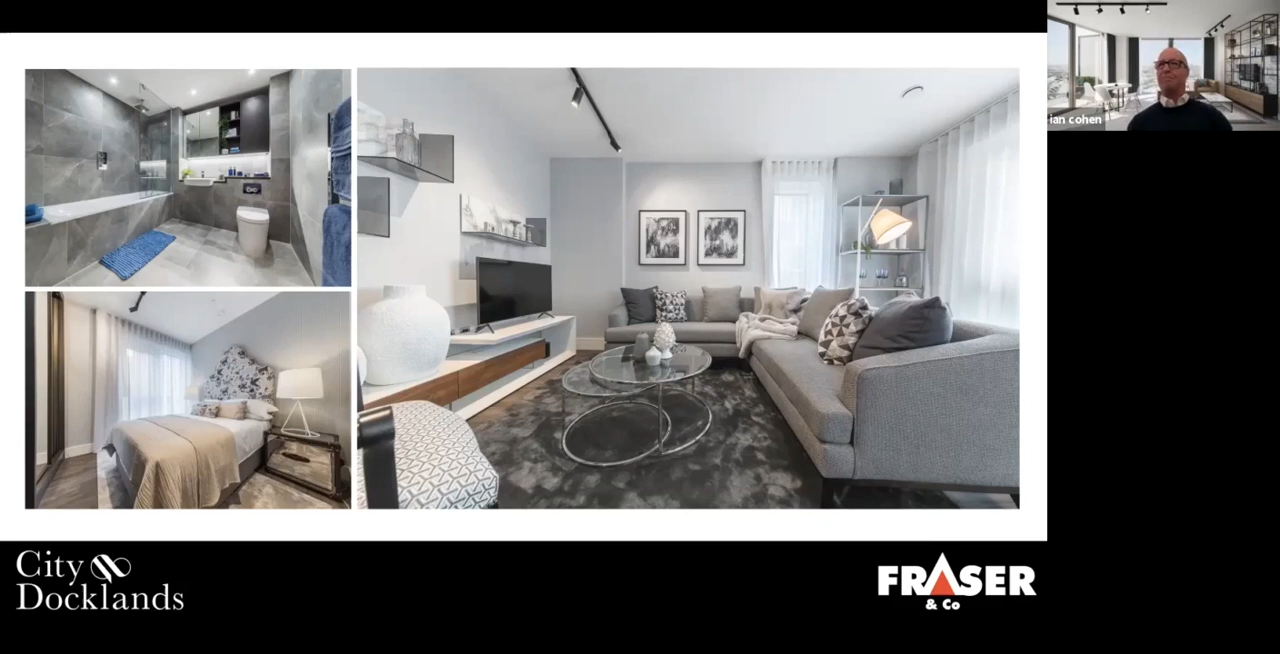 ian cohen
City &
Docklands
FRASER
& Co